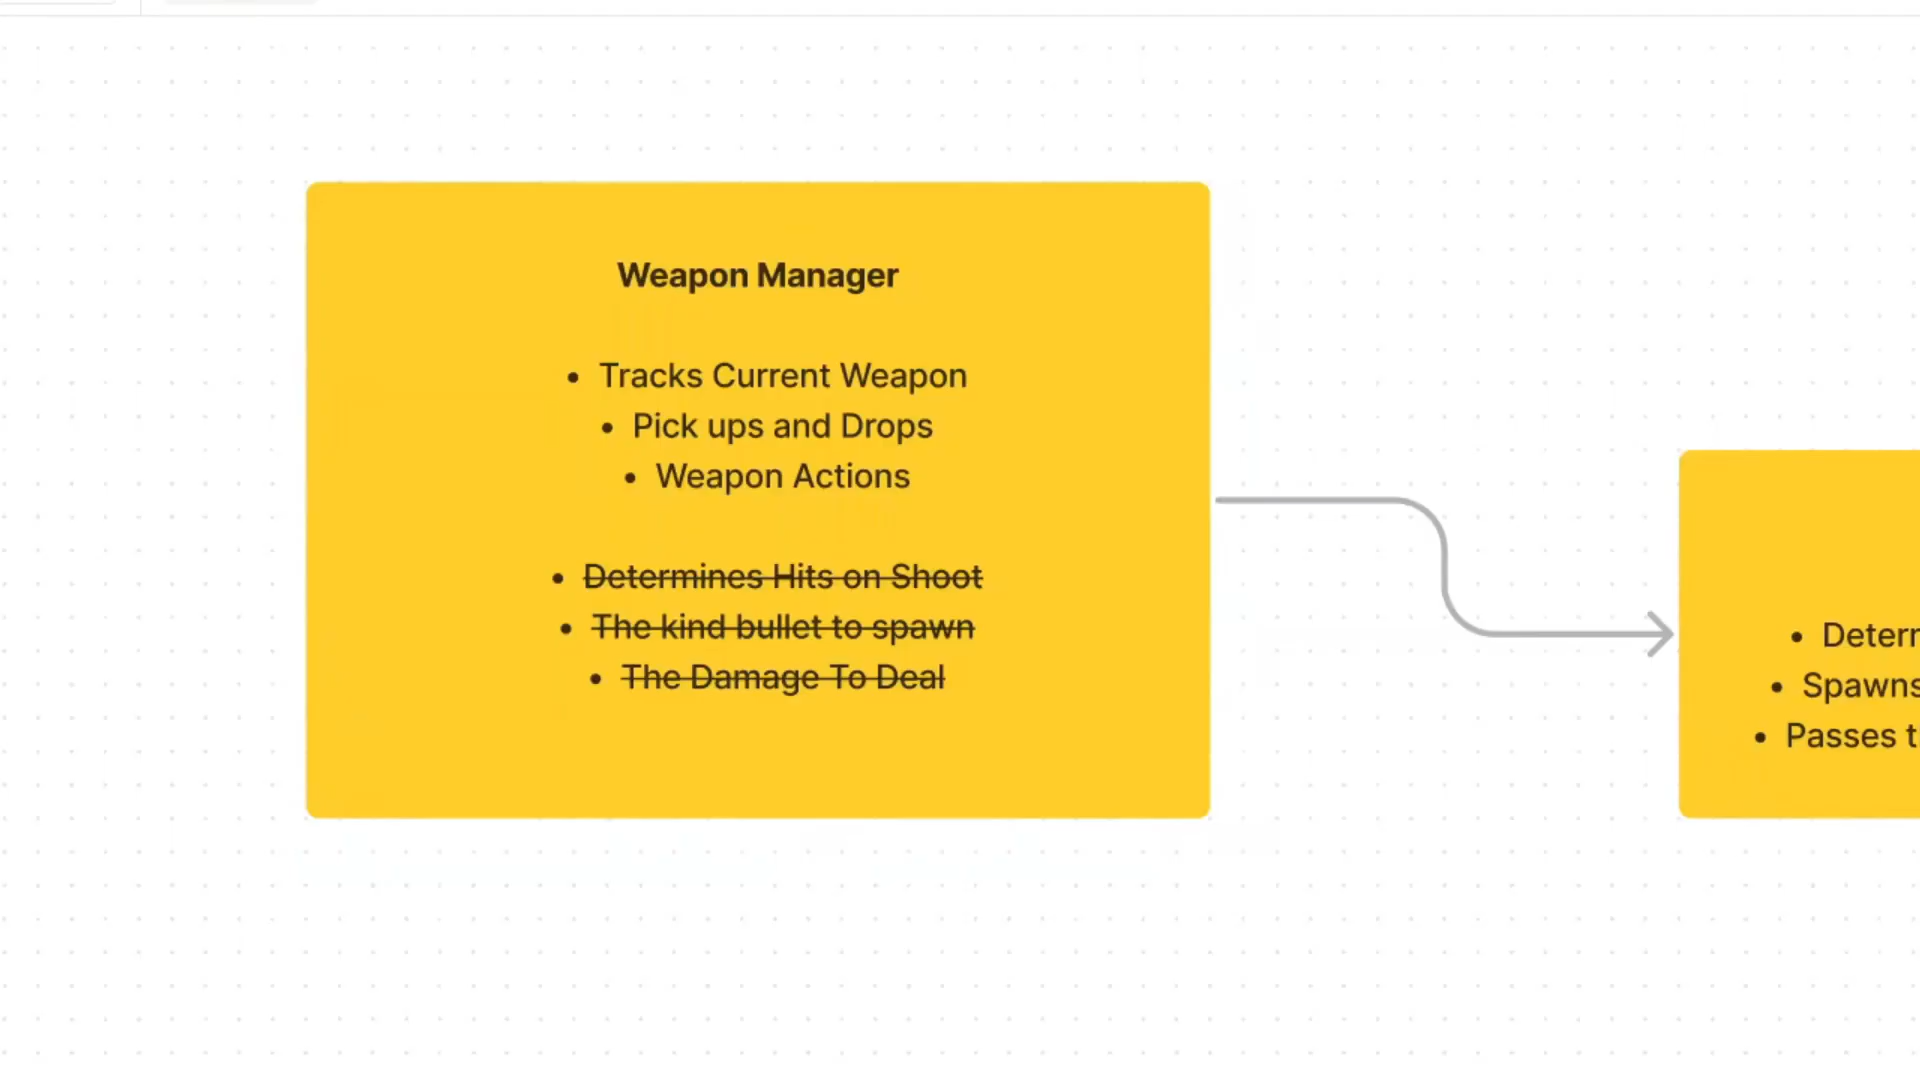 Weapon Manager
• Tracks Current Weapon
• Pick ups and Drops
• Weapon Actions
• Determines Hits on Shoot
• The kind bullet to spawn
• The Damage To Deal
• Spawns
• Passes